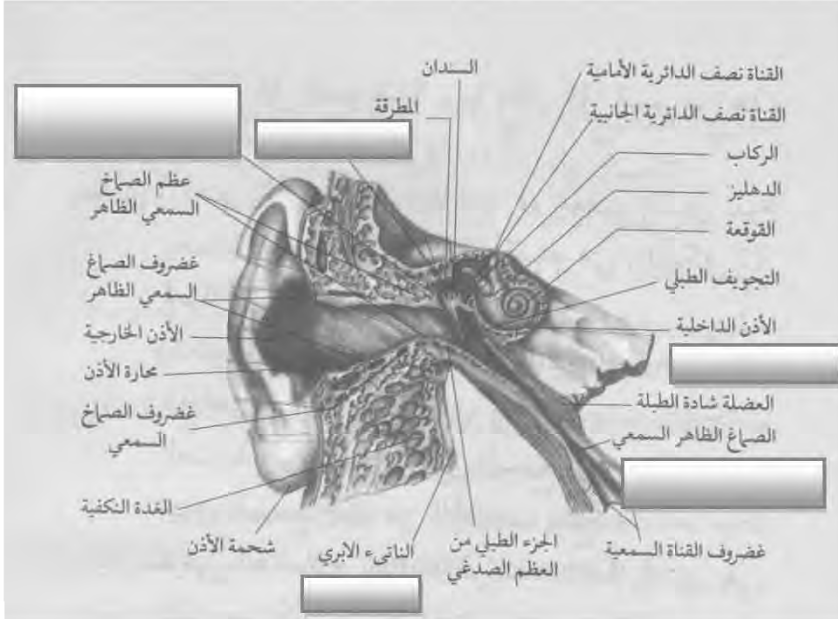 السندان
المطرقة
القناة نصف الدائرية الأمامية
القناة نصف الدائرية الجانبية
الركاب
الدهليز
القوقعة
التجويف الطبلي
الأذن الداخلية
العضلة شادة الطبلة
الصماغ الظاهر السمعي
غضروف القناة السمعية
عظم الصماخ
السمعي الظاهر
غضروف الصماغ
السمعي الظاهر
الأذن الخارجية
محارة الأذن
غضروف الصماخ
السمعي
الغدة النكفية
شحمة الأذن
الناتىء الابري
الجزء الطبلي من
العظم الصدغي